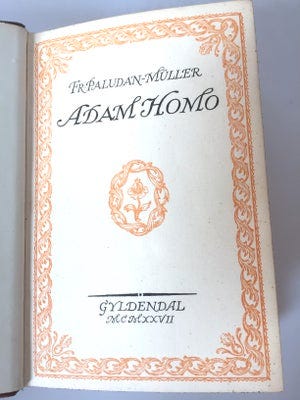 FR. PALUDAN-MÜLLER
ADAM HOMO
GYLDENDAL
MCMXXVII